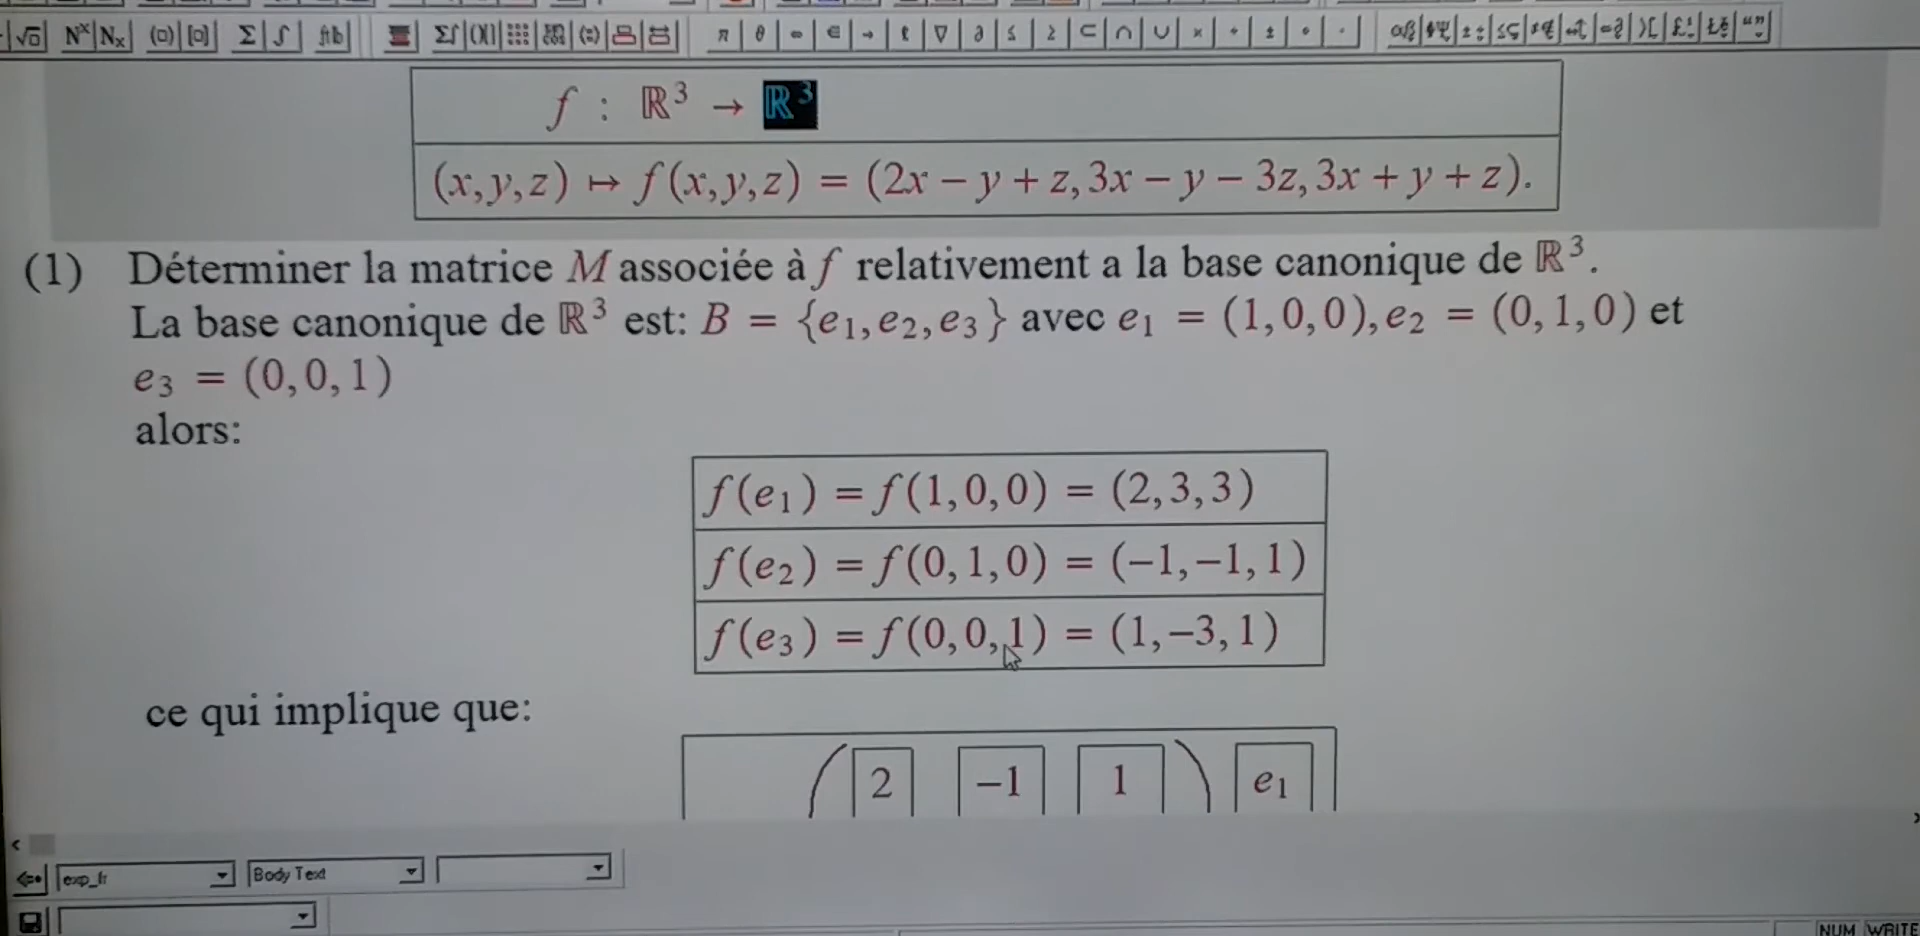 f : ℝ³ → ℝ³
(x,y,z) ↦ f(x,y,z) = (2x − y + z, 3x − y − 3z, 3x + y + z).
(1) Déterminer la matrice M associée à f relativement a la base canonique de ℝ³.
La base canonique de ℝ³ est: B = {e₁,e₂,e₃} avec e₁ = (1,0,0), e₂ = (0,1,0) et
e₃ = (0,0,1)
alors:
f(e₁) = f(1,0,0) = (2,3,3)
f(e₂) = f(0,1,0) = (−1,−1,1)
f(e₃) = f(0,0,1) = (1,−3,1)
ce qui implique que:
2 −1 1 e₁
exp_fr Body Text
NUM WRITE